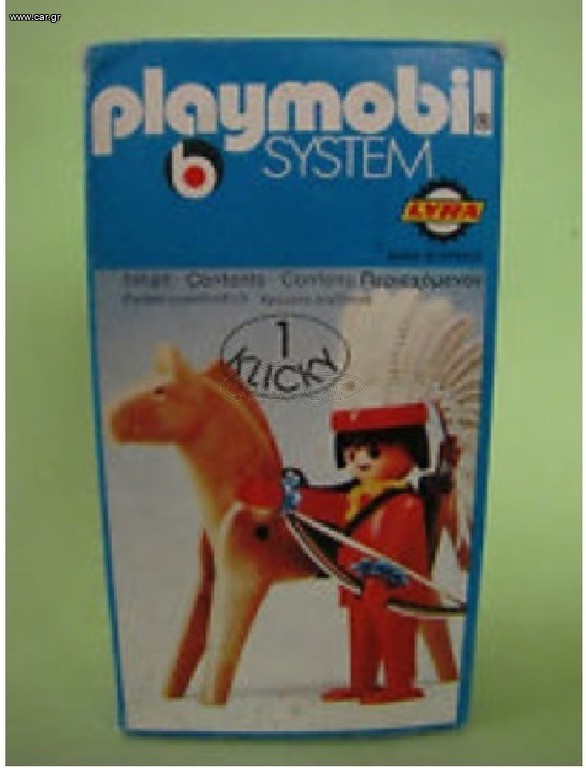 www.car.gr
playmobil®
SYSTEM
LYRA
Inhalt · Contents · Contenu Περιεχόμενον
1
KLICKY